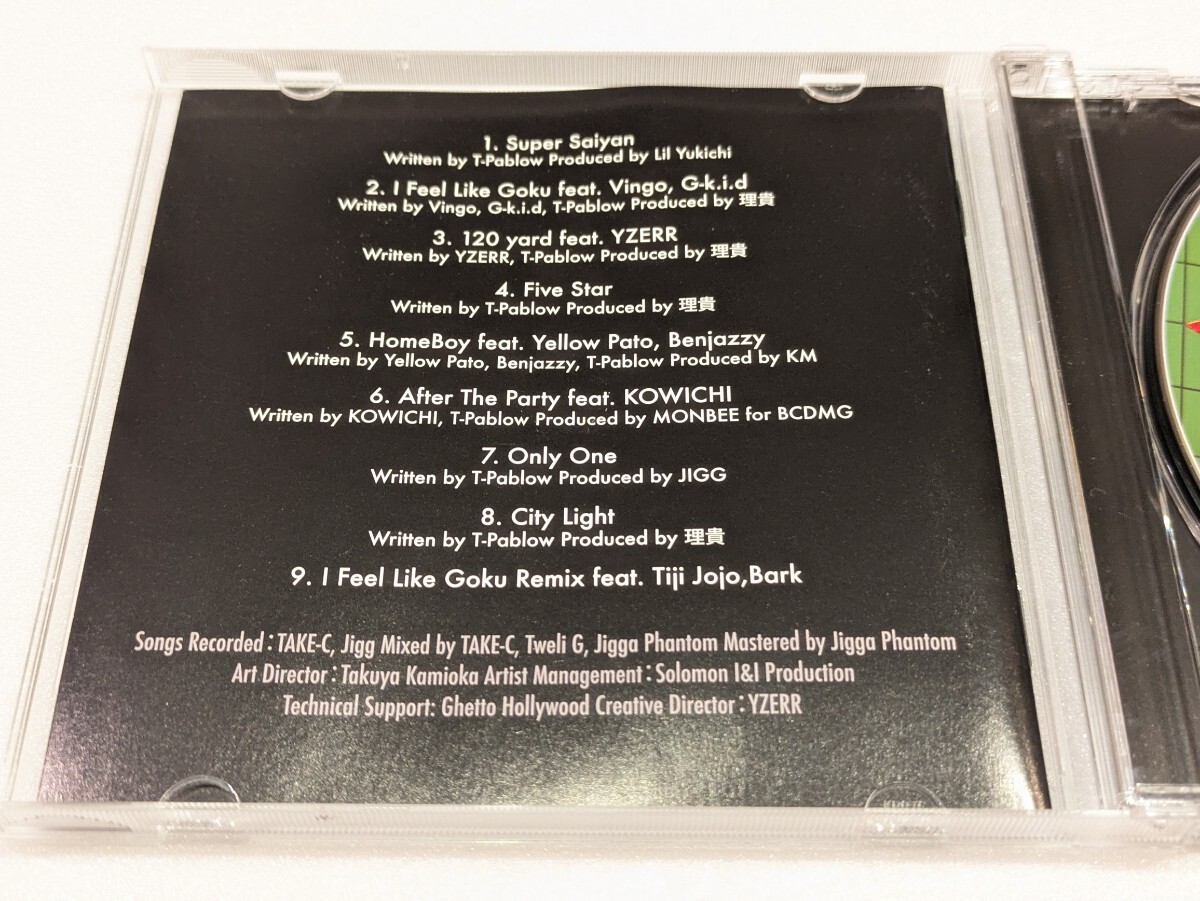 1. Super Saiyan
Written by T-Pablow Produced by Lil Yukichi
2. I Feel Like Goku feat. Vingo, G-k.i.d
Written by Vingo, G-k.i.d, T-Pablow Produced by 理貴
3. 120 yard feat. YZERR
Written by YZERR, T-Pablow Produced by 理貴
4. Five Star
Written by T-Pablow Produced by 理貴
5. HomeBoy feat. Yellow Pato, Benjazzy
Written by Yellow Pato, Benjazzy, T-Pablow Produced by KM
6. After The Party feat. KOWICHI
Written by KOWICHI, T-Pablow Produced by MONBEE for BCDMG
7. Only One
Written by T-Pablow Produced by JIGG
8. City Light
Written by T-Pablow Produced by 理貴
9. I Feel Like Goku Remix feat. Tiji Jojo,Bark
Songs Recorded：TAKE-C, Jigg Mixed by TAKE-C, Tweli G, Jigga Phantom Mastered by Jigga Phantom
Art Director：Takuya Kamioka Artist Management：Solomon I&I Production
Technical Support: Ghetto Hollywood Creative Director：YZERR